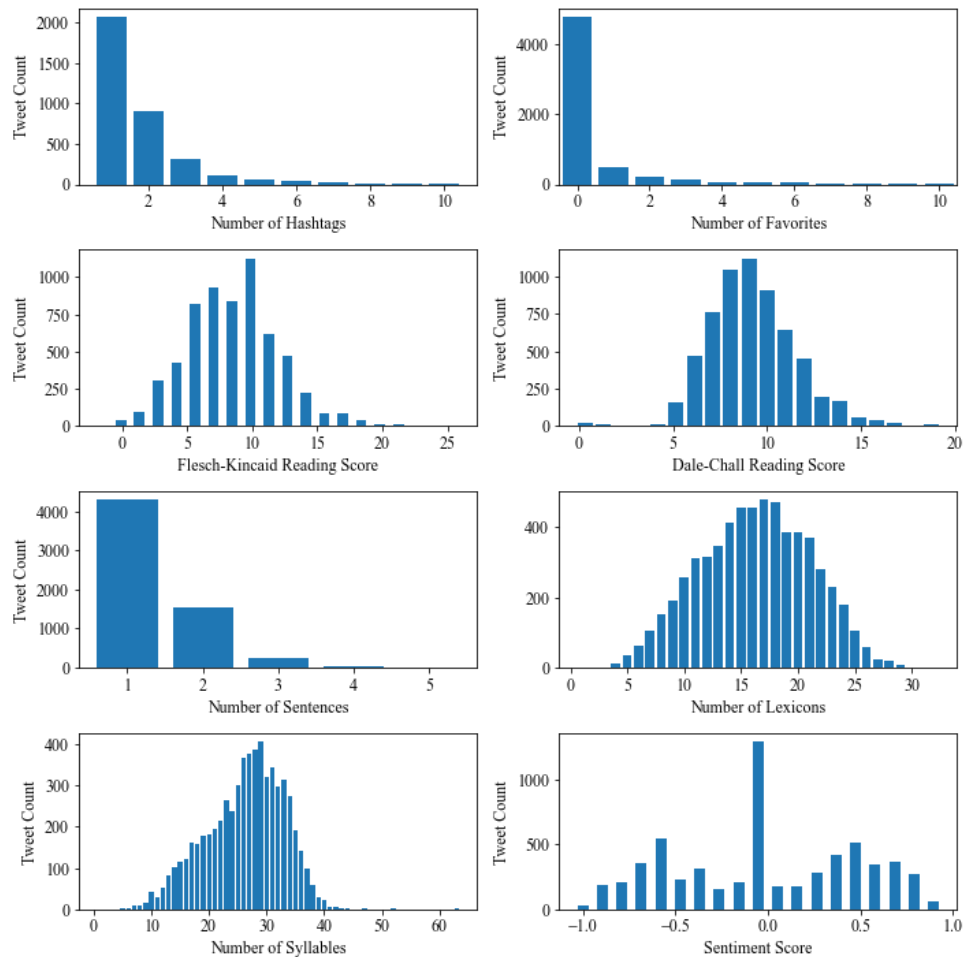 Tweet Count
2000
1500
1000
500
0
2 4 6 8 10
Number of Hashtags
Tweet Count
4000
2000
0
0 2 4 6 8 10
Number of Favorites
Tweet Count
1000
750
500
250
0
0 5 10 15 20 25
Flesch-Kincaid Reading Score
Tweet Count
1000
750
500
250
0
0 5 10 15 20
Dale-Chall Reading Score
Tweet Count
4000
3000
2000
1000
0
1 2 3 4 5
Number of Sentences
Tweet Count
400
200
0
0 5 10 15 20 25 30
Number of Lexicons
Tweet Count
400
300
200
100
0
0 10 20 30 40 50 60
Number of Syllables
Tweet Count
1000
500
0
−1.0 −0.5 0.0 0.5 1.0
Sentiment Score